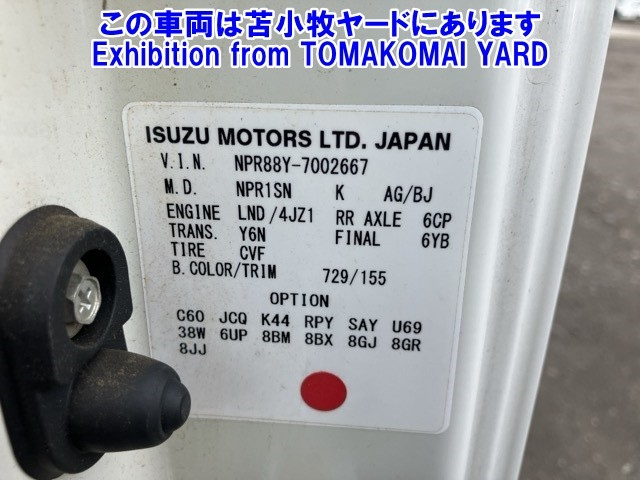 この車両は苫小牧ヤードにあります
Exhibition from TOMAKOMAI YARD
ISUZU MOTORS LTD. JAPAN
V.I.N. NPR88Y-7002667
M.D. NPR1SN K AG/BJ
ENGINE LND/4JZ1 RR AXLE 6CP
TRANS. Y6N FINAL 6YB
TIRE CVF
B.COLOR/TRIM 729/155
OPTION
C60 JCQ K44 RPY SAY U69
38W 6UP 8BM 8BX 8GJ 8GR
8JJ